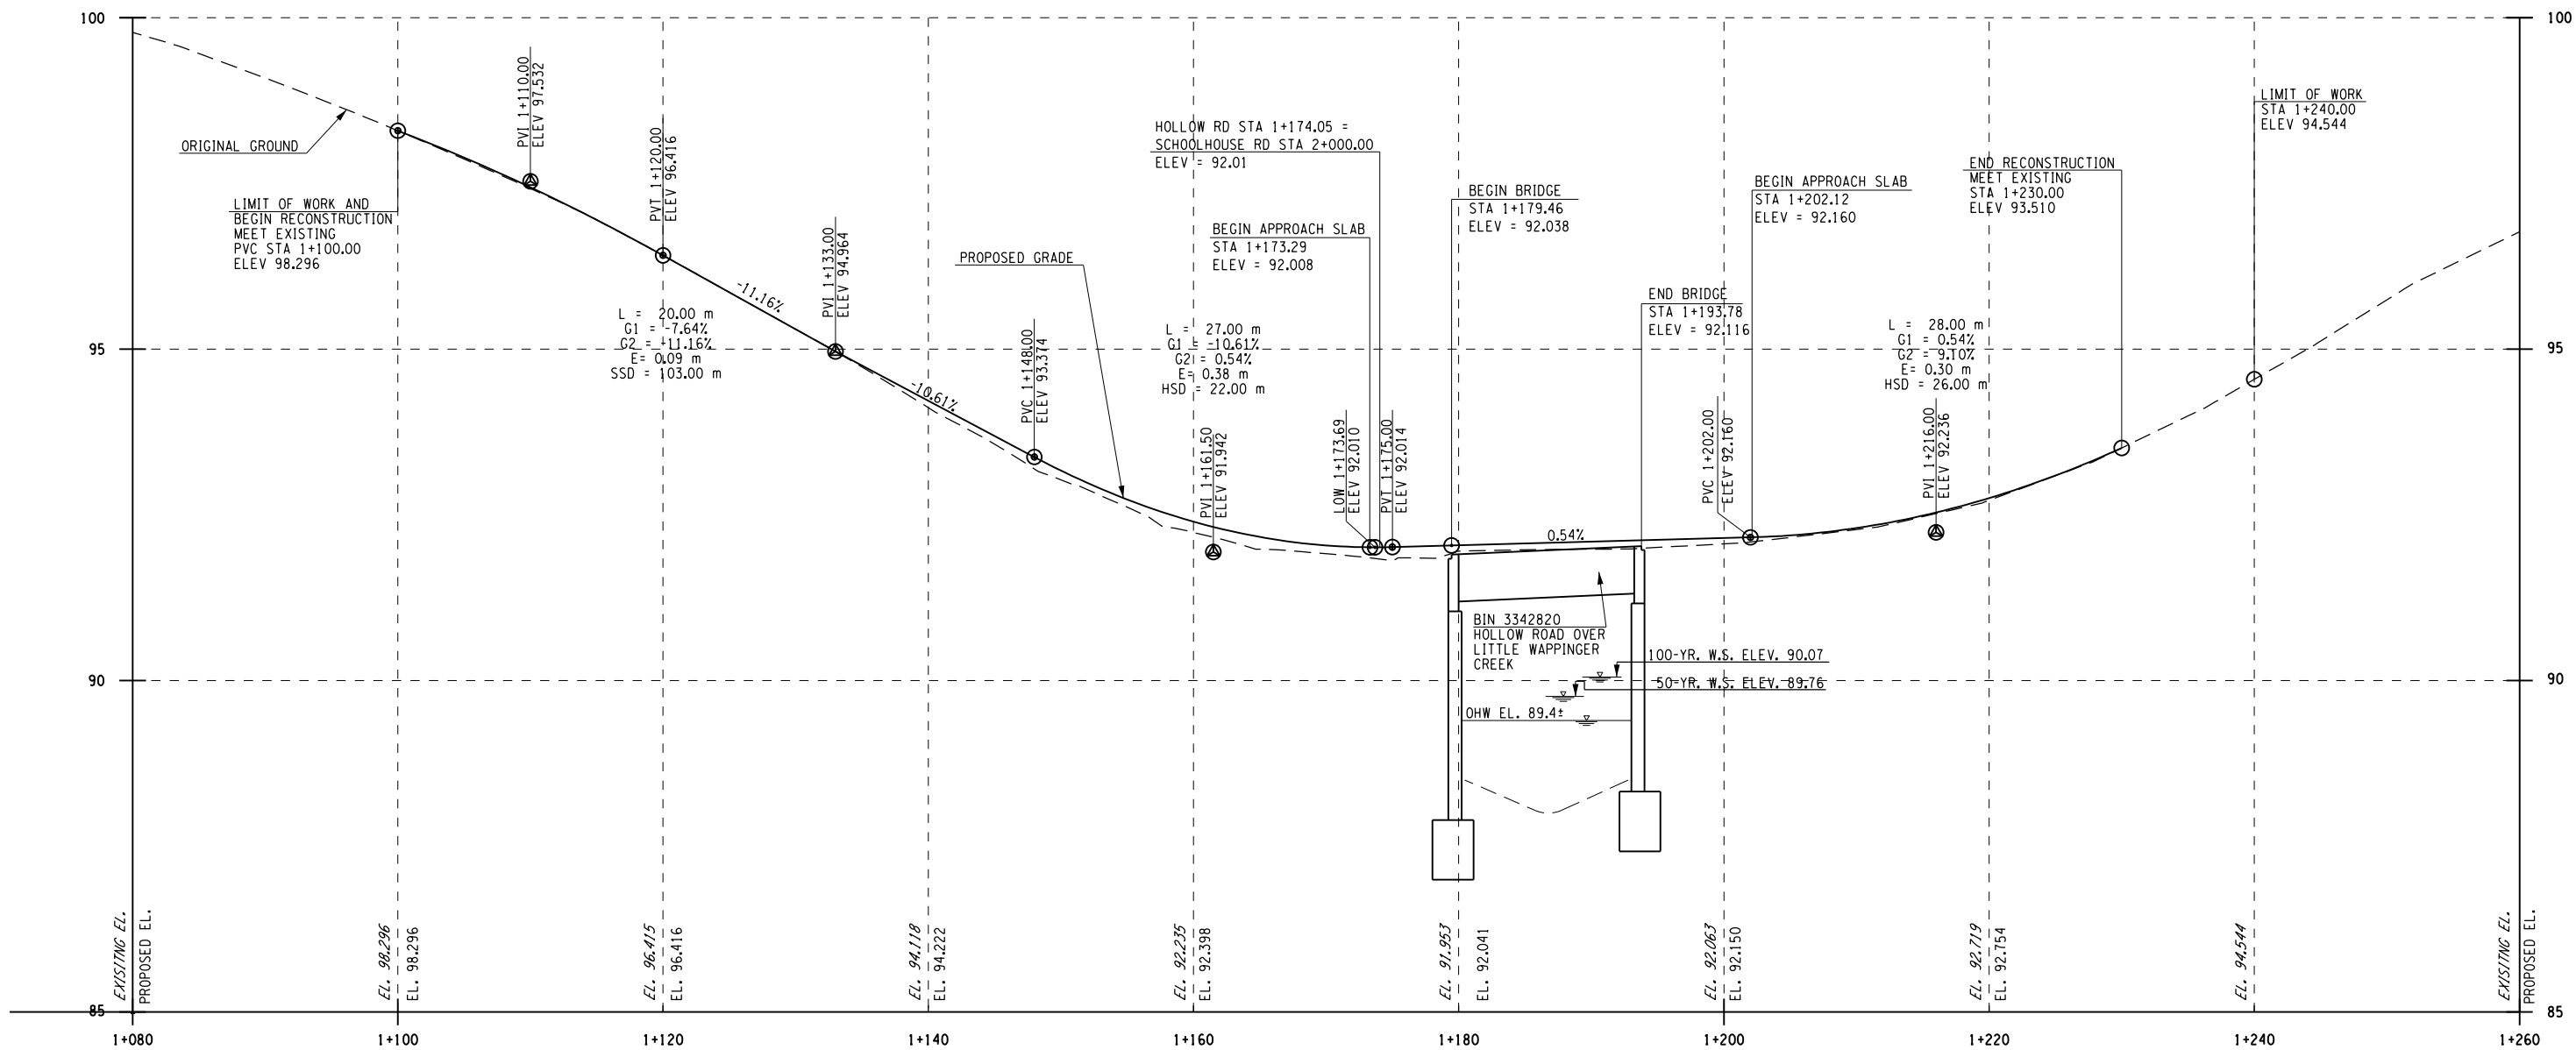 100
100
PVI 1+110.00
ELEV 97.532
ORIGINAL GROUND
LIMIT OF WORK AND
BEGIN RECONSTRUCTION
MEET EXISTING
PVC STA 1+100.00
ELEV 98.296
PVT 1+120.00
ELEV 96.416
-11.16%
L = 20.00 m
G1 = -7.64%
G2 = -11.16%
E= 0.09 m
SSD = 103.00 m
PVI 1+133.00
ELEV 94.964
-10.61%
PVC 1+148.00
ELEV 93.374
PROPOSED GRADE
HOLLOW RD STA 1+174.05 =
SCHOOLHOUSE RD STA 2+000.00
ELEV = 92.01
BEGIN APPROACH SLAB
STA 1+173.29
ELEV = 92.008
L = 27.00 m
G1 = -10.61%
G2 = 0.54%
E= 0.38 m
HSD = 22.00 m
PVI 1+161.50
ELEV 91.942
LOW 1+173.69
ELEV 92.010
PVT 1+175.00
ELEV 92.014
BEGIN BRIDGE
STA 1+179.46
ELEV = 92.038
END BRIDGE
STA 1+193.78
ELEV = 92.116
0.54%
PVC 1+202.00
ELEV 92.160
BEGIN APPROACH SLAB
STA 1+202.12
ELEV = 92.160
L = 28.00 m
G1 = 0.54%
G2 = 9.10%
E= 0.30 m
HSD = 26.00 m
PVI 1+216.00
ELEV 92.236
END RECONSTRUCTION
MEET EXISTING
STA 1+230.00
ELEV 93.510
LIMIT OF WORK
STA 1+240.00
ELEV 94.544
95
95
BIN 3342820
HOLLOW ROAD OVER
LITTLE WAPPINGER
CREEK
100-YR. W.S. ELEV. 90.07
50-YR. W.S. ELEV. 89.76
OHW EL. 89.4±
90
90
EXISITNG EL.
PROPOSED EL.
EL. 98.296
EL. 98.296
EL. 96.415
EL. 96.416
EL. 94.118
EL. 94.222
EL. 92.235
EL. 92.398
EL. 91.953
EL. 92.041
EL. 92.063
EL. 92.150
EL. 92.719
EL. 92.754
EL. 94.544
EXISITNG EL.
PROPOSED EL.
85
85
1+080
1+100
1+120
1+140
1+160
1+180
1+200
1+220
1+240
1+260